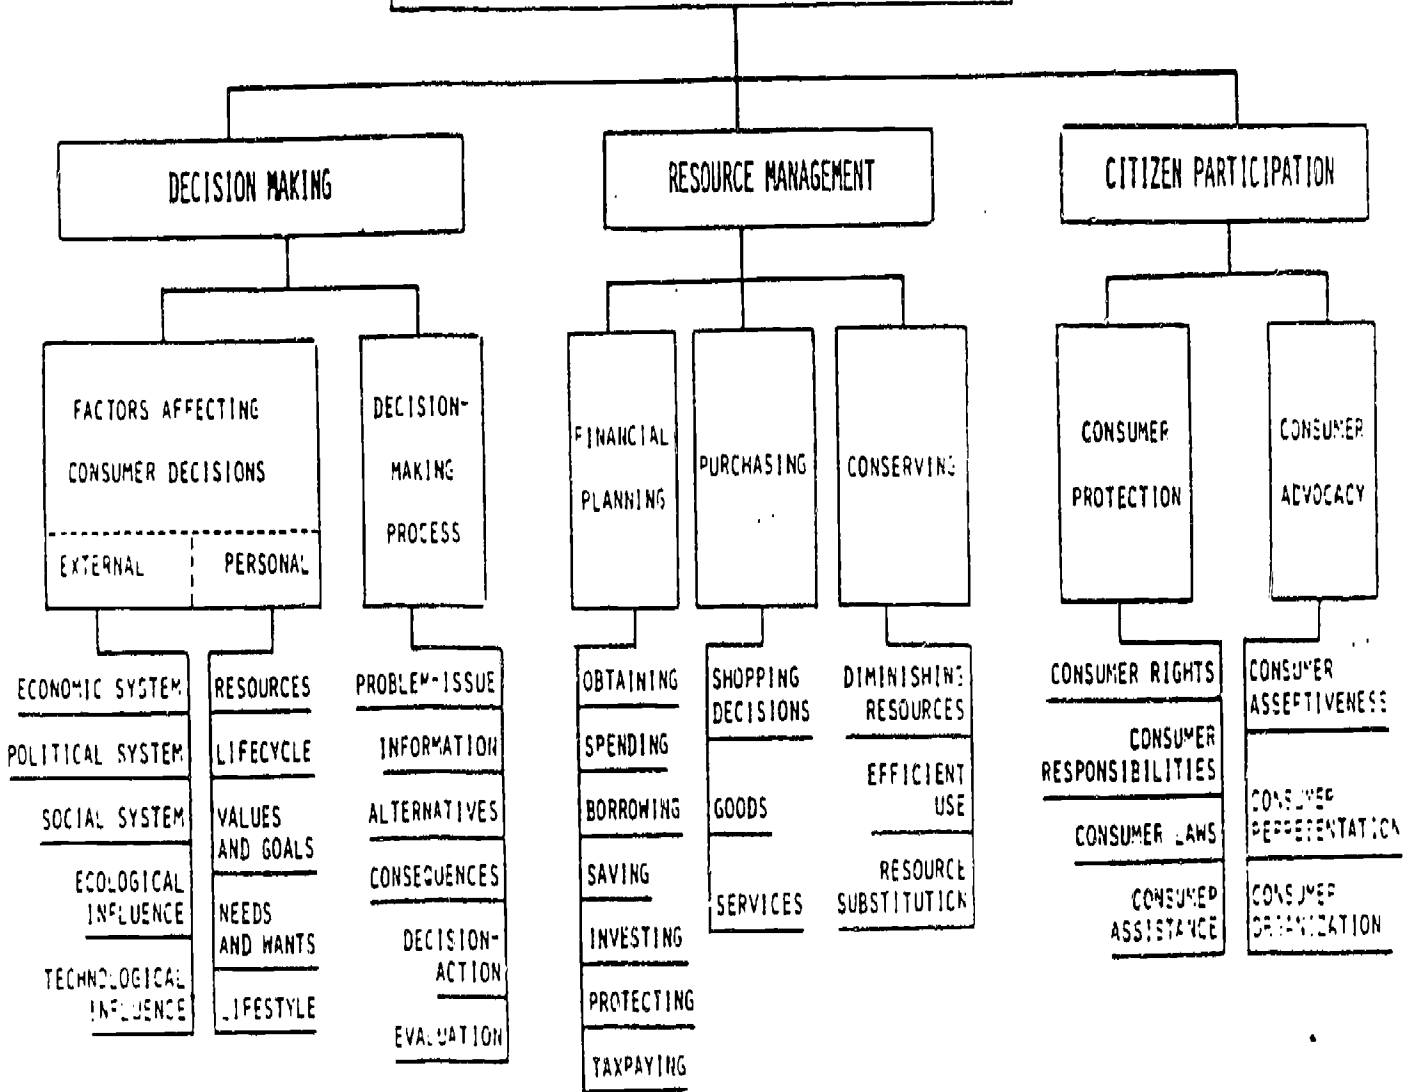 DECISION MAKING
RESOURCE MANAGEMENT
CITIZEN PARTICIPATION
FACTORS AFFECTING
CONSUMER DECISIONS
EXTERNAL
PERSONAL
DECISION-
MAKING
PROCESS
FINANCIAL
PLANNING
PURCHASING
CONSERVING
CONSUMER
PROTECTION
CONSUMER
ADVOCACY
ECONOMIC SYSTEM
POLITICAL SYSTEM
SOCIAL SYSTEM
ECOLOGICAL
INFLUENCE
TECHNOLOGICAL
INFLUENCE
RESOURCES
LIFECYCLE
VALUES
AND GOALS
NEEDS
AND WANTS
LIFESTYLE
PROBLEM-ISSUE
INFORMATION
ALTERNATIVES
CONSEQUENCES
DECISION-
ACTION
EVALUATION
OBTAINING
SPENDING
BORROWING
SAVING
INVESTING
PROTECTING
TAXPAYING
SHOPPING
DECISIONS
GOODS
SERVICES
DIMINISHING
RESOURCES
EFFICIENT
USE
RESOURCE
SUBSTITUTION
CONSUMER RIGHTS
CONSUMER
RESPONSIBILITIES
CONSUMER LAWS
CONSUMER
ASSISTANCE
CONSUMER
ASSERTIVENESS
CONSUMER
REPRESENTATION
CONSUMER
ORGANIZATION